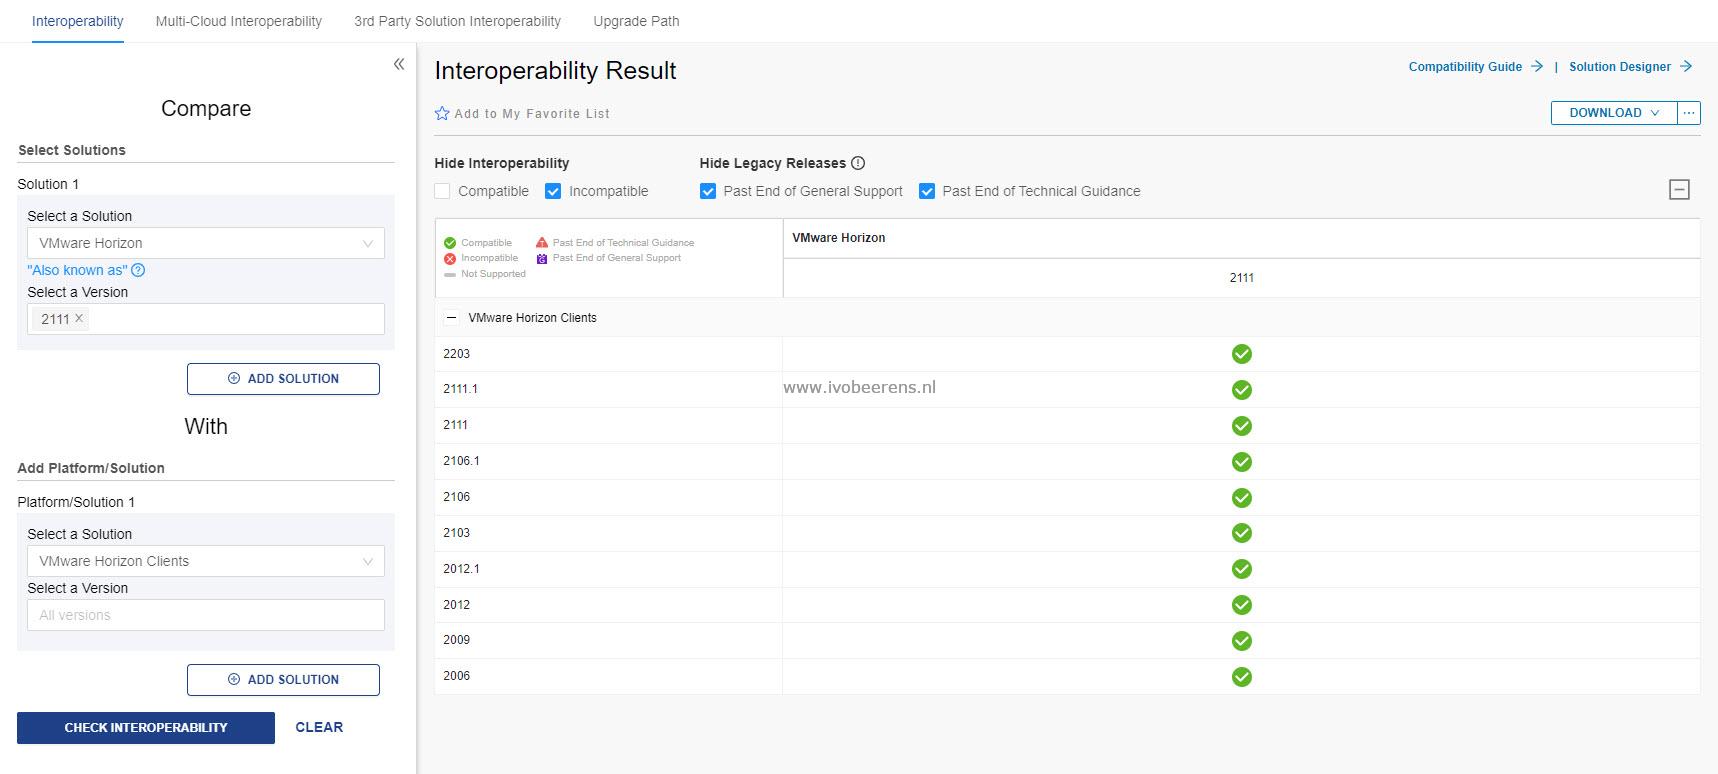 Interoperability
Multi-Cloud Interoperability
3rd Party Solution Interoperability
Upgrade Path
Compare
Select Solutions
Solution 1
Select a Solution
VMware Horizon
"Also known as"
Select a Version
2111
ADD SOLUTION
With
Add Platform/Solution
Platform/Solution 1
Select a Solution
VMware Horizon Clients
Select a Version
All versions
ADD SOLUTION
CHECK INTEROPERABILITY
CLEAR
Interoperability Result
Compatibility Guide
|
Solution Designer
Add to My Favorite List
DOWNLOAD
...
Hide Interoperability
Compatible
Incompatible
Hide Legacy Releases
Past End of General Support
Past End of Technical Guidance
Compatible
Past End of Technical Guidance
Incompatible
Past End of General Support
Not Supported
VMware Horizon
2111
VMware Horizon Clients
2203
2111.1
www.ivobeerens.nl
2111
2106.1
2106
2103
2012.1
2012
2009
2006